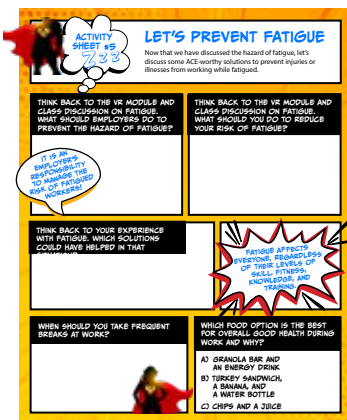 ACTIVITY
SHEET #5
ZZZ
LET'S PREVENT FATIGUE
Now that we have discussed the hazard of fatigue, let's
discuss some ACE-worthy solutions to prevent injuries or
illnesses from working while fatigued.
THINK BACK TO THE VR MODULE AND
CLASS DISCUSSION ON FATIGUE.
WHAT SHOULD EMPLOYERS DO TO
PREVENT THE HAZARD OF FATIGUE?
THINK BACK TO THE VR MODULE AND
CLASS DISCUSSION ON FATIGUE.
WHAT SHOULD YOU DO TO REDUCE
YOUR RISK OF FATIGUE?
IT IS AN
EMPLOYER'S
RESPONSIBILITY
TO MANAGE THE
RISK OF FATIGUED
WORKERS!
THINK BACK TO YOUR EXPERIENCE
WITH FATIGUE. WHICH SOLUTIONS
COULD HAVE HELPED IN THAT
FATIGUE AFFECTS
EVERYONE, REGARDLESS
OF THEIR LEVELS OF
SKILL, FITNESS,
KNOWLEDGE, AND
TRAINING.
WHEN SHOULD YOU TAKE FREQUENT
BREAKS AT WORK?
WHICH FOOD OPTION IS THE BEST
FOR OVERALL GOOD HEALTH DURING
WORK AND WHY?
A) GRANOLA BAR AND
AN ENERGY DRINK
B) TURKEY SANDWICH,
A BANANA, AND
A WATER BOTTLE
C) CHIPS AND A JUICE